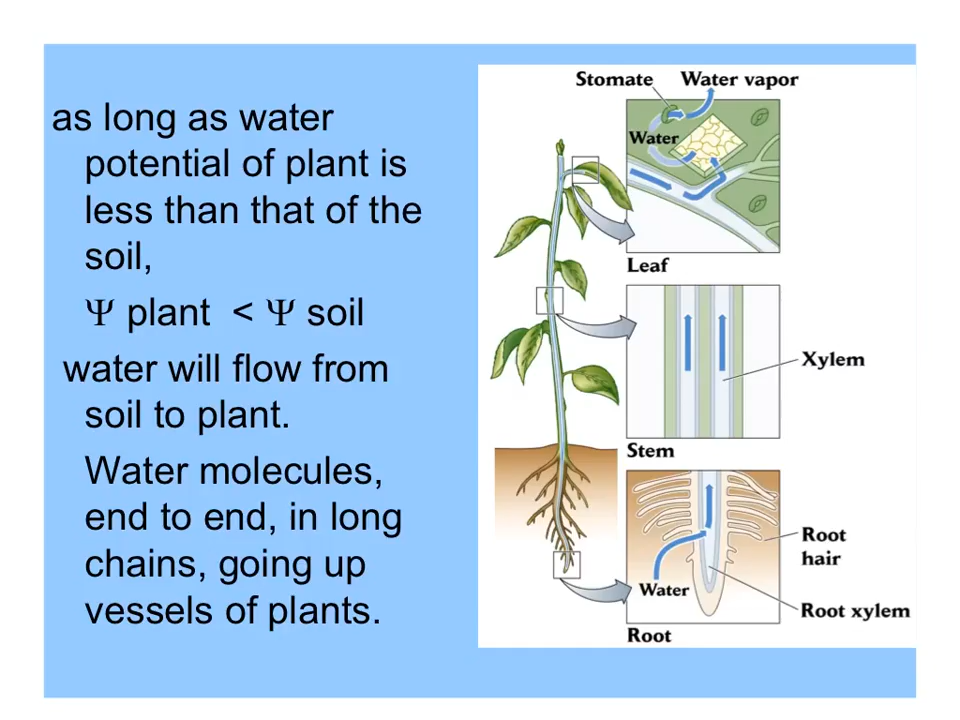 as long as water
potential of plant is
less than that of the
soil,
Ψ plant < Ψ soil
water will flow from
soil to plant.
Water molecules,
end to end, in long
chains, going up
vessels of plants.
Stomate
Water vapor
Water
Leaf
Xylem
Stem
Root
hair
Water
Root xylem
Root